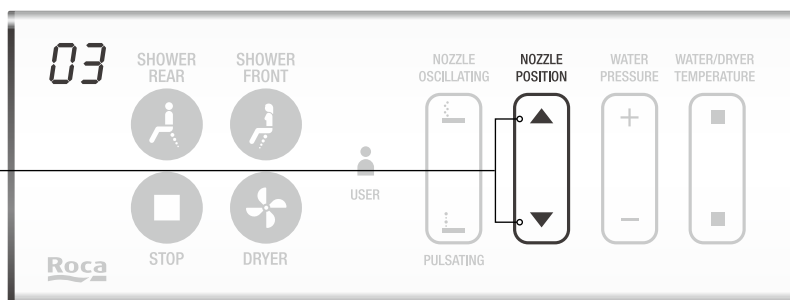 03
SHOWER
REAR
SHOWER
FRONT
NOZZLE
OSCILLATING
NOZZLE
POSITION
WATER
PRESSURE
WATER/DRYER
TEMPERATURE
USER
STOP
DRYER
PULSATING
Roca